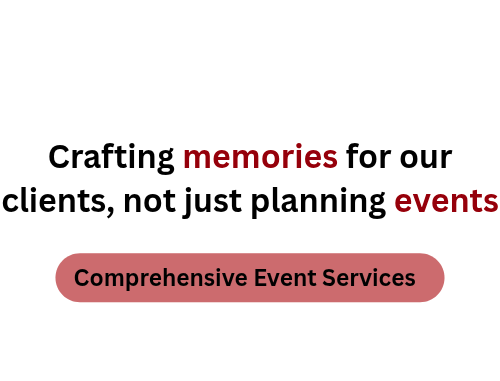 Crafting memories for our
clients, not just planning events
Comprehensive Event Services